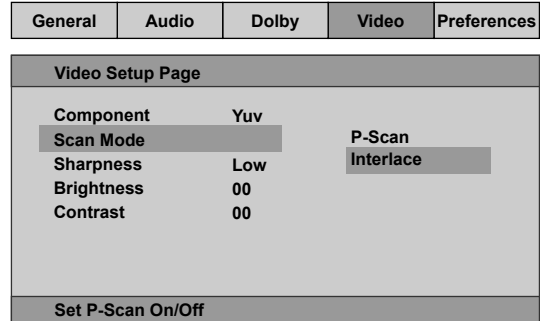 General Audio Dolby Video Preferences
Video Setup Page
Component Yuv
Scan Mode P-Scan
Sharpness Low Interlace
Brightness 00
Contrast 00
Set P-Scan On/Off